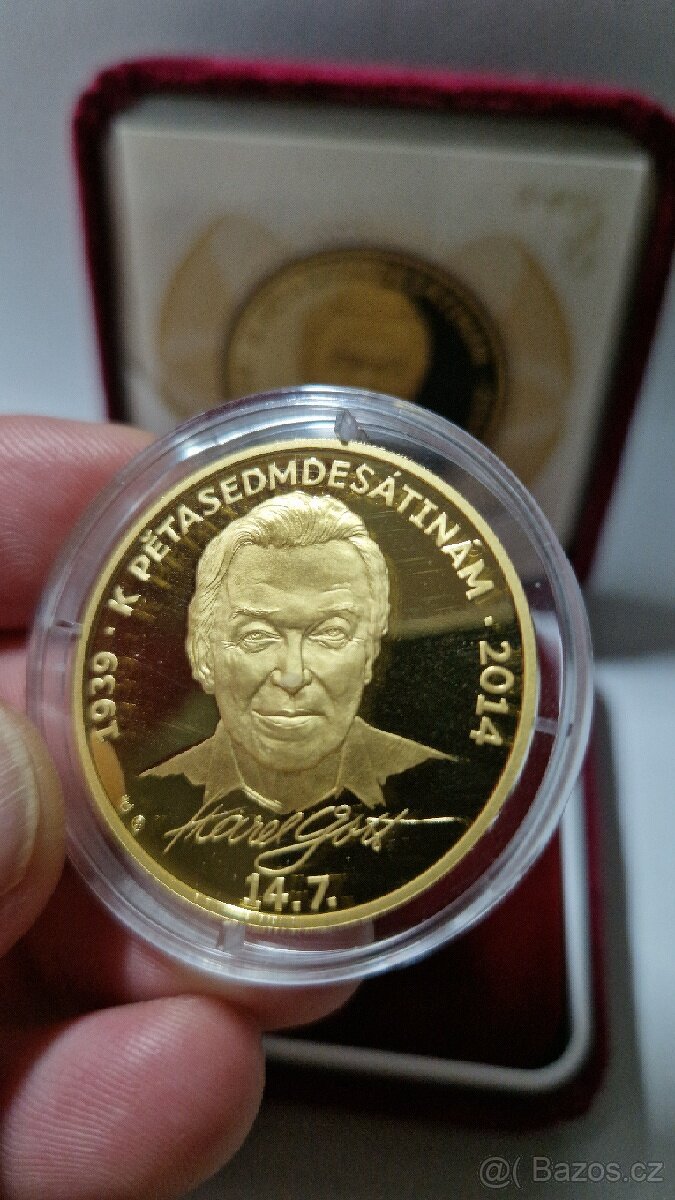 1939 · K PĚTASEDMDESÁTINÁM · 2014
Karel Gott
14.7.
@( Bazos.cz